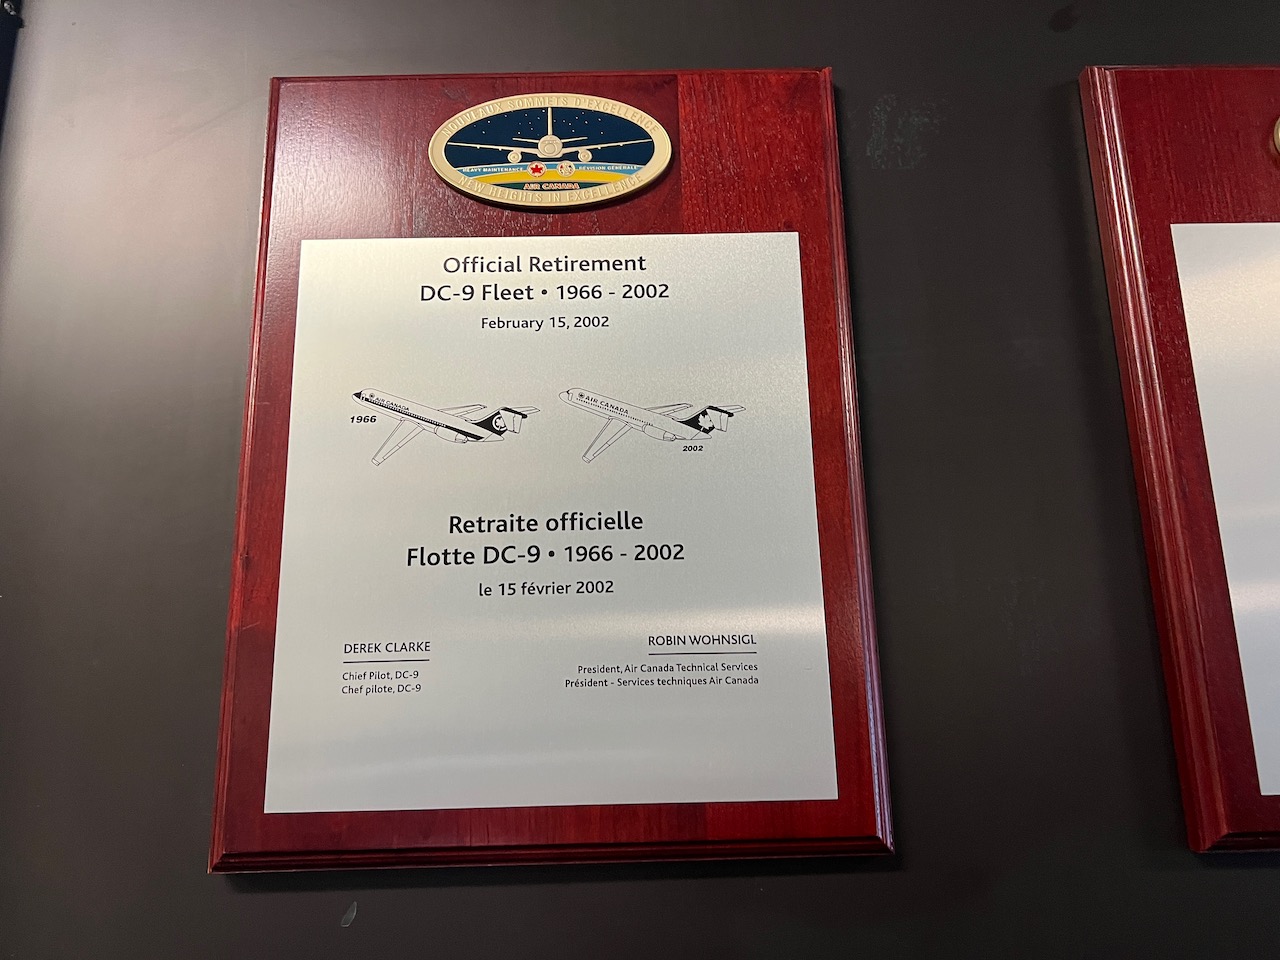 NOUVEAUX SOMMETS D'EXCELLENCE
HEAVY MAINTENANCE RÉVISION GÉNÉRALE
AIR CANADA
NEW HEIGHTS IN EXCELLENCE
Official Retirement
DC-9 Fleet • 1966 - 2002
February 15, 2002
AIR CANADA
1966
AIR CANADA
2002
Retraite officielle
Flotte DC-9 • 1966 - 2002
le 15 février 2002
DEREK CLARKE
Chief Pilot, DC-9
Chef pilote, DC-9
ROBIN WOHNSIGL
President, Air Canada Technical Services
Président - Services techniques Air Canada